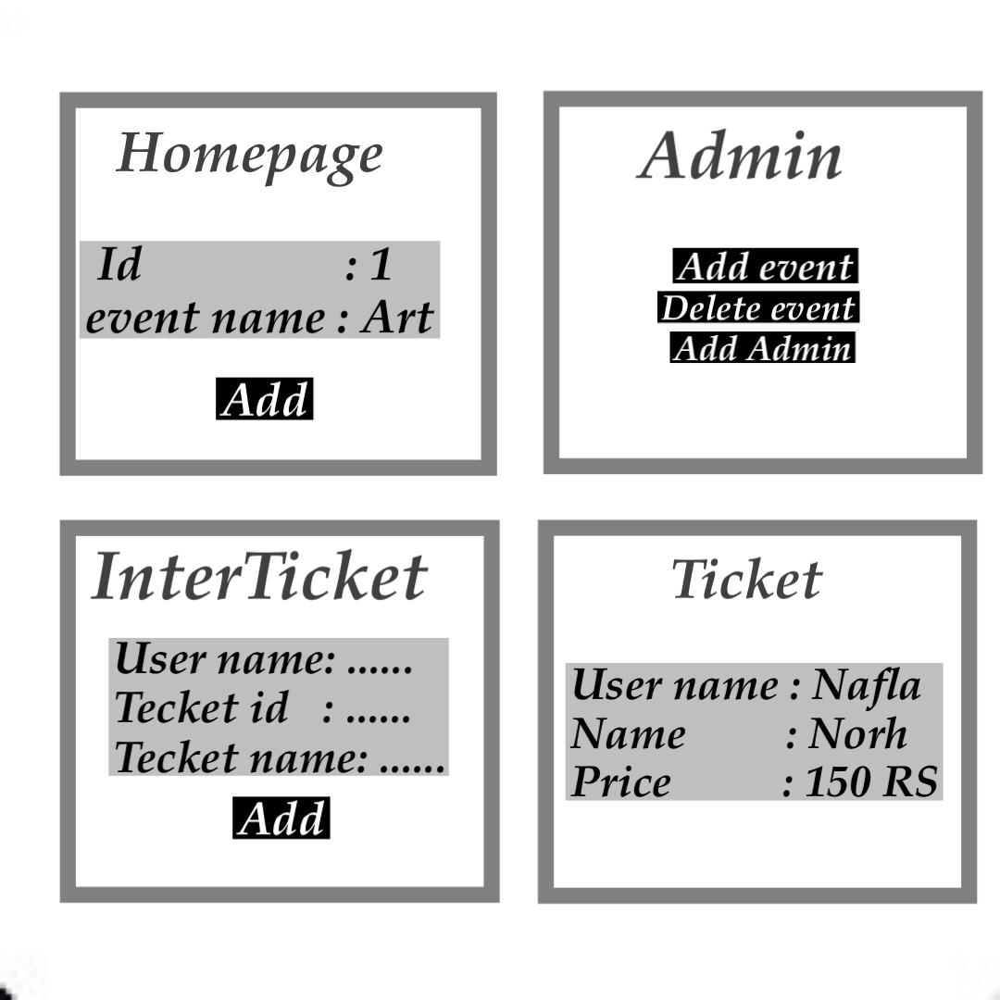 Homepage
Id : 1
event name : Art
Add
Admin
Add event
Delete event
Add Admin
InterTicket
User name: ......
Tecket id : ......
Tecket name: ......
Add
Ticket
User name : Nafla
Name : Norh
Price : 150 RS